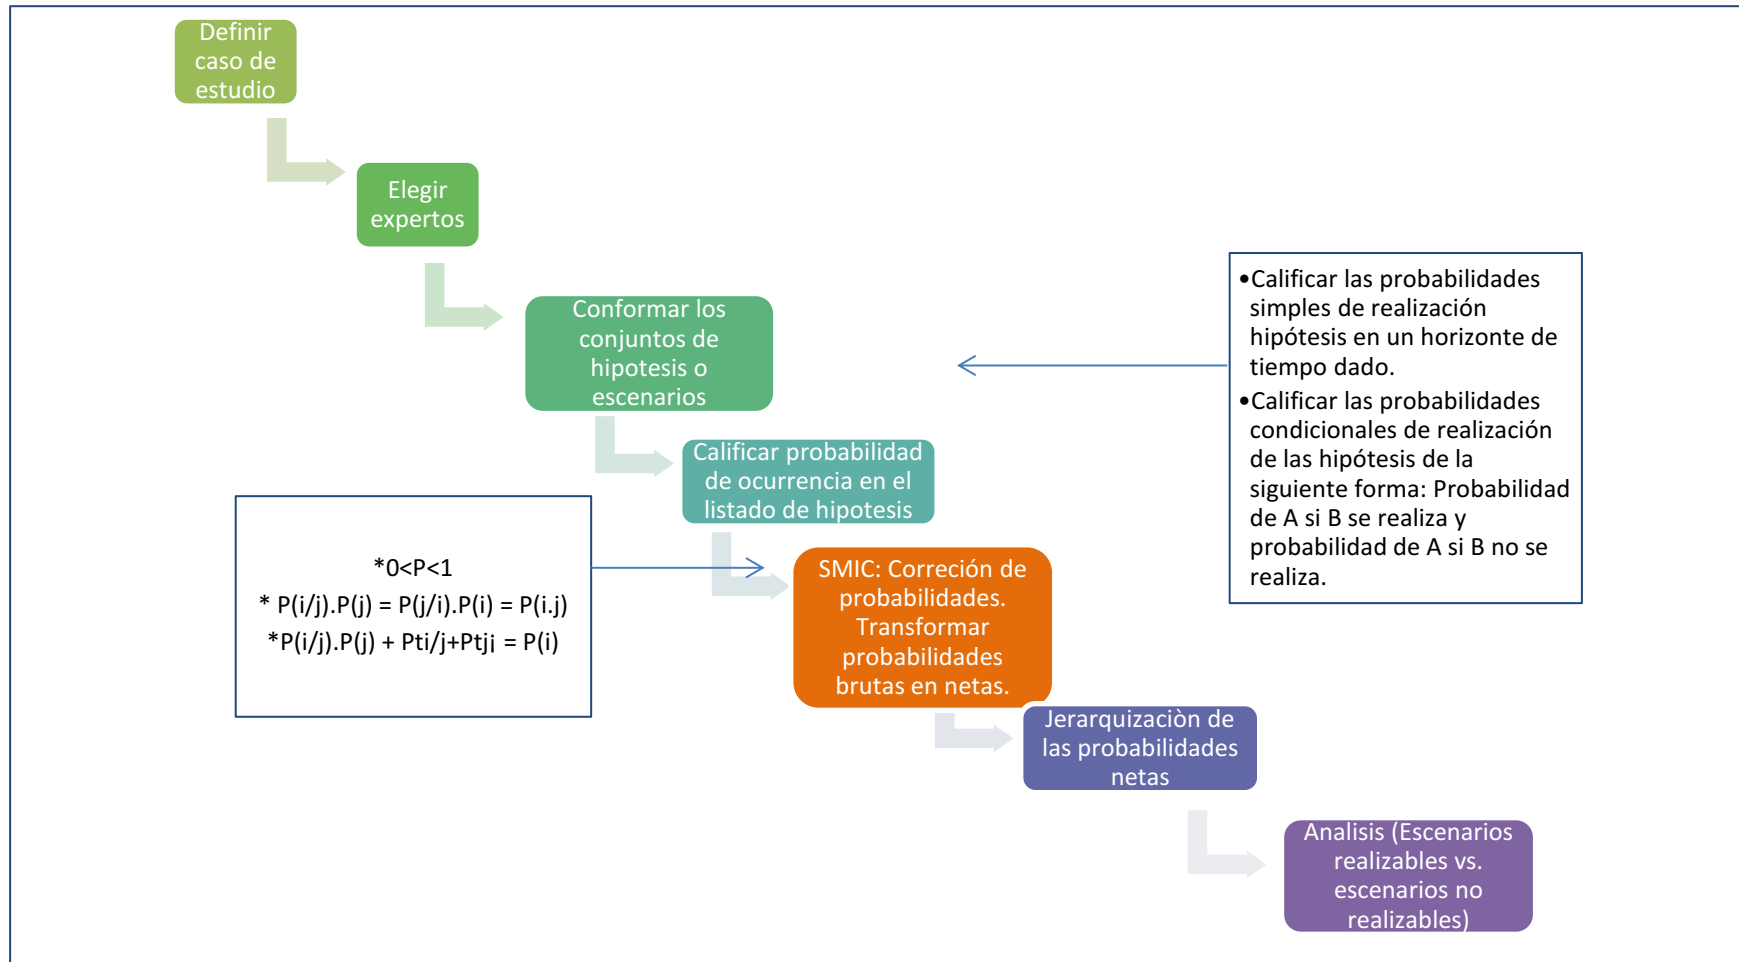 Definir
caso de
estudio
Elegir
expertos
Conformar los
conjuntos de
hipotesis o
escenarios
•Calificar las probabilidades
simples de realización
hipótesis en un horizonte de
tiempo dado.
•Calificar las probabilidades
condicionales de realización
de las hipótesis de la
siguiente forma: Probabilidad
de A si B se realiza y
probabilidad de A si B no se
realiza.
Calificar probabilidad
de ocurrencia en el
listado de hipotesis
*0<P<1
* P(i/j).P(j) = P(j/i).P(i) = P(i.j)
*P(i/j).P(j) + Pti/j+Ptj¡ = P(i)
SMIC: Correción de
probabilidades.
Transformar
probabilidades
brutas en netas.
Jerarquizaciòn de
las probabilidades
netas
Analisis (Escenarios
realizables vs.
escenarios no
realizables)